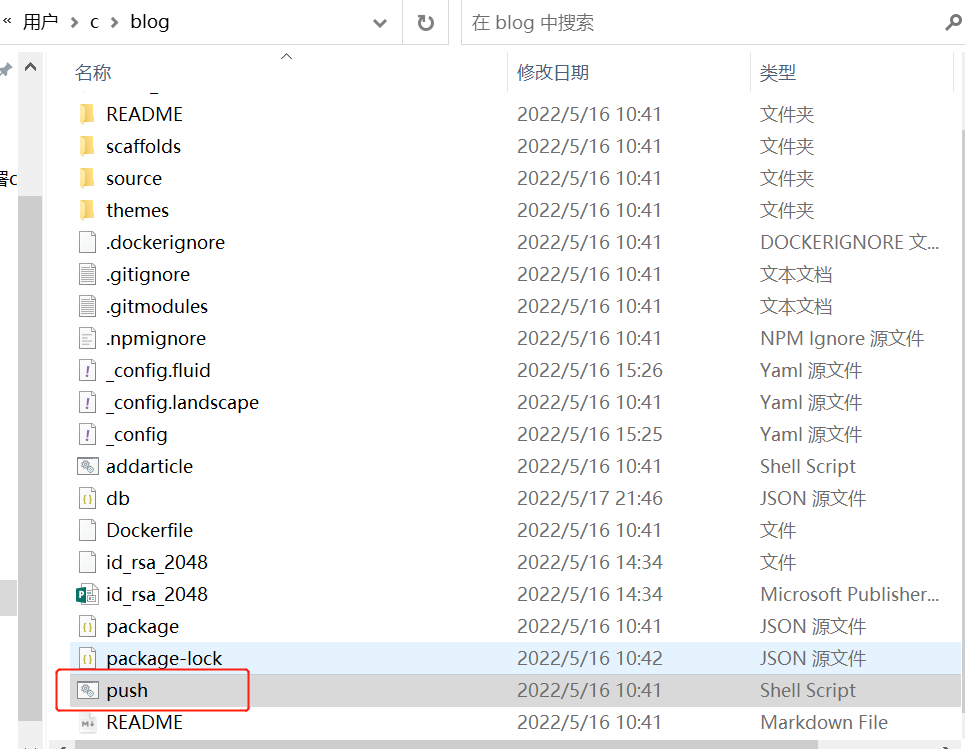 « 用户 > c > blog 在 blog 中搜索
名称 修改日期 类型
README 2022/5/16 10:41 文件夹
scaffolds 2022/5/16 10:41 文件夹
source 2022/5/16 10:41 文件夹
themes 2022/5/16 10:41 文件夹
.dockerignore 2022/5/16 10:41 DOCKERIGNORE 文...
.gitignore 2022/5/16 10:41 文本文档
.gitmodules 2022/5/16 10:41 文本文档
.npmignore 2022/5/16 10:41 NPM Ignore 源文件
_config.fluid 2022/5/16 15:26 Yaml 源文件
_config.landscape 2022/5/16 10:41 Yaml 源文件
_config 2022/5/16 15:25 Yaml 源文件
addarticle 2022/5/16 10:41 Shell Script
db 2022/5/17 21:46 JSON 源文件
Dockerfile 2022/5/16 10:41 文件
id_rsa_2048 2022/5/16 14:34 文件
id_rsa_2048 2022/5/16 14:34 Microsoft Publisher...
package 2022/5/16 10:41 JSON 源文件
package-lock 2022/5/16 10:42 JSON 源文件
push 2022/5/16 10:41 Shell Script
README 2022/5/16 10:41 Markdown File